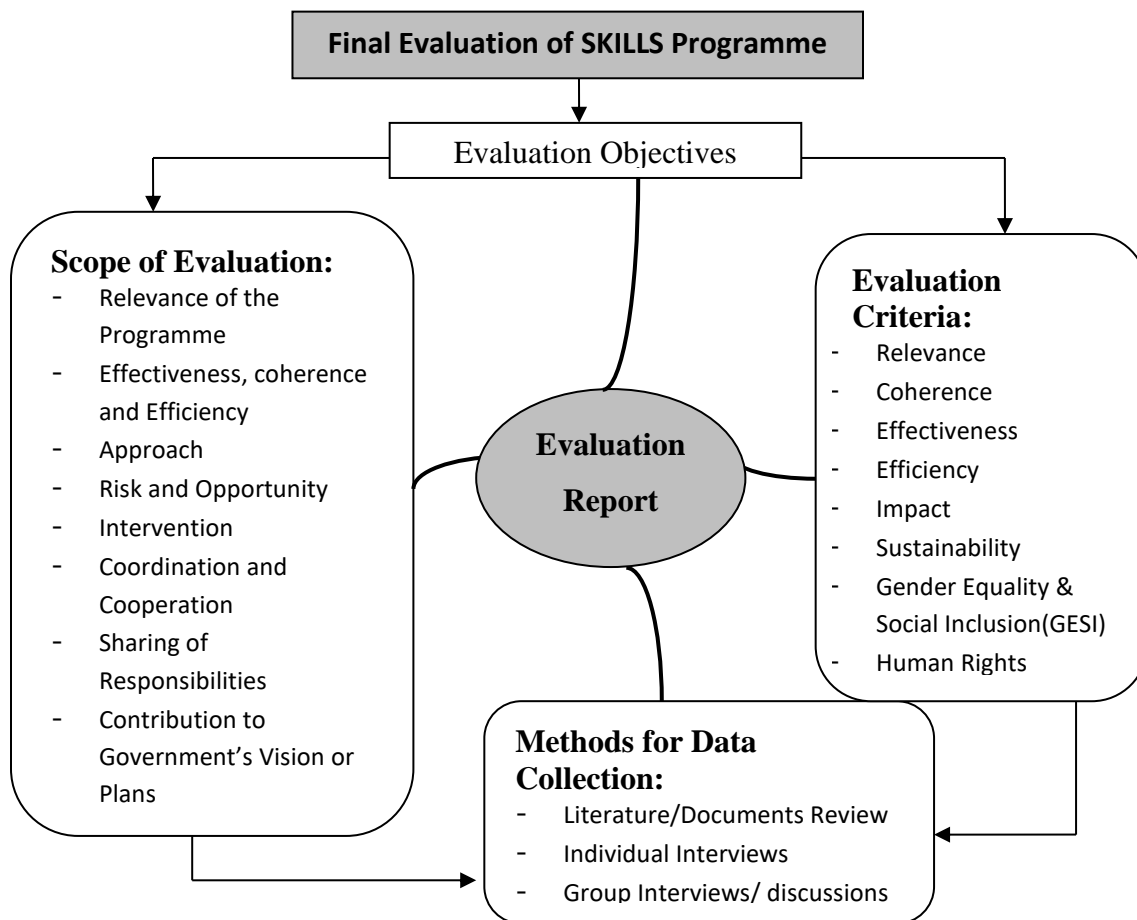 Final Evaluation of SKILLS Programme
Evaluation Objectives
Scope of Evaluation:
- Relevance of the
Programme
- Effectiveness, coherence
and Efficiency
- Approach
- Risk and Opportunity
- Intervention
- Coordination and
Cooperation
- Sharing of
Responsibilities
- Contribution to
Government’s Vision or
Plans
Evaluation
Report
Evaluation
Criteria:
- Relevance
- Coherence
- Effectiveness
- Efficiency
- Impact
- Sustainability
- Gender Equality &
Social Inclusion(GESI)
- Human Rights
Methods for Data
Collection:
- Literature/Documents Review
- Individual Interviews
- Group Interviews/ discussions